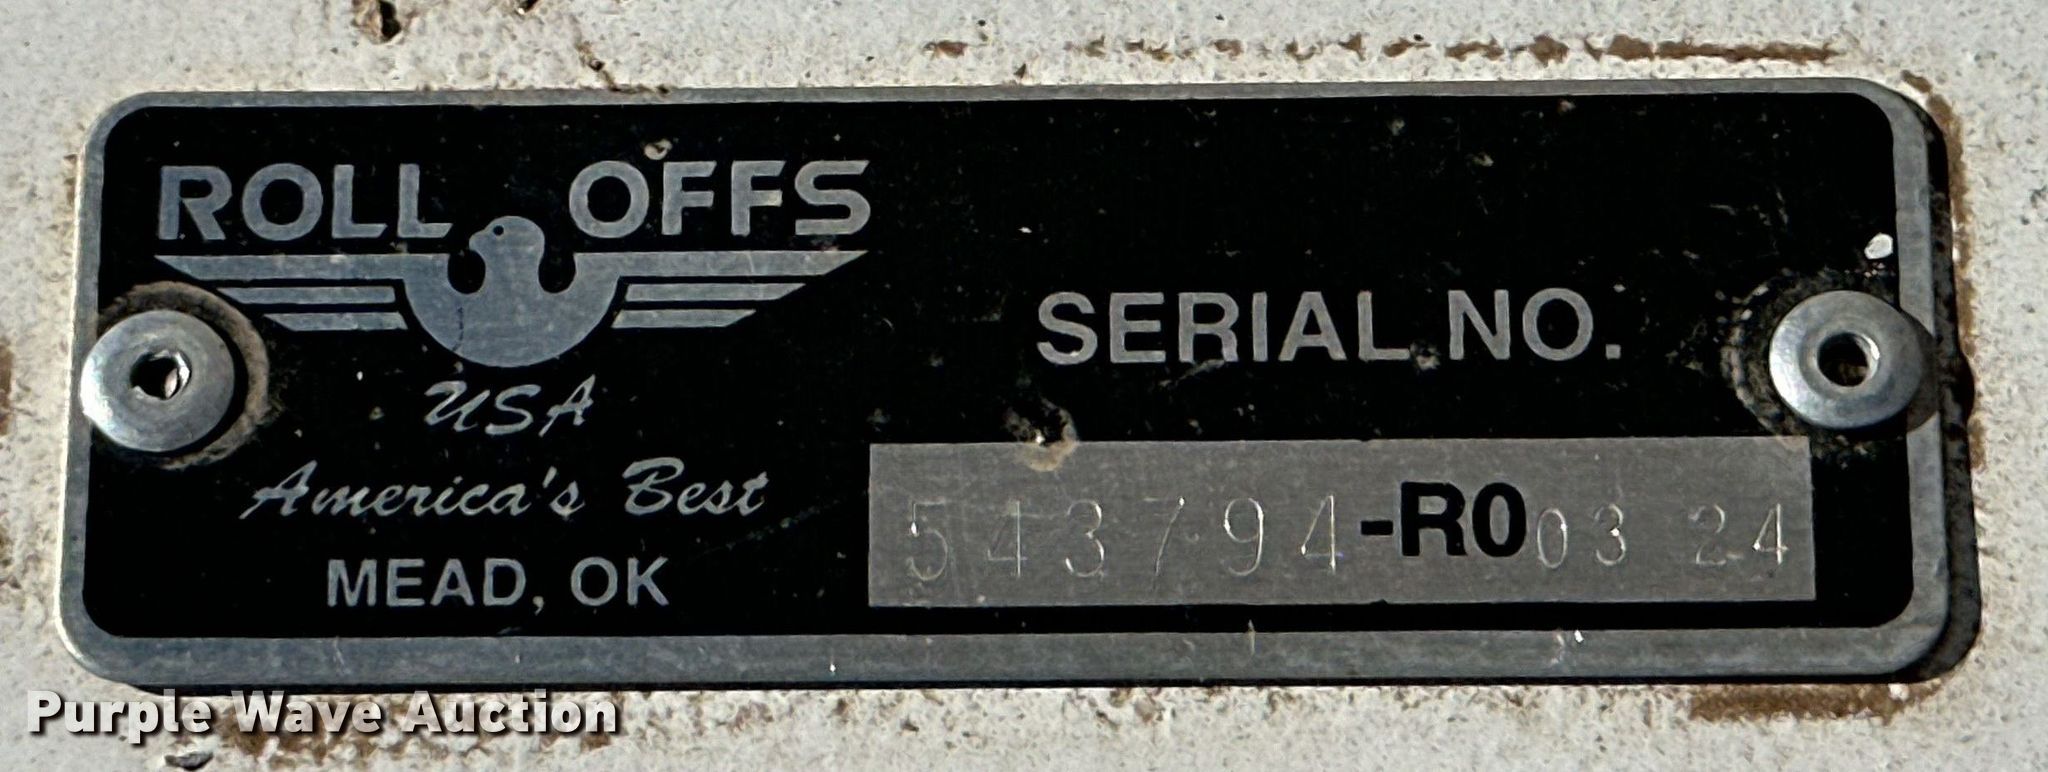 ROLL OFFS
USA
America's Best
MEAD, OK
SERIAL NO.
543794-R003 24
Purple Wave Auction